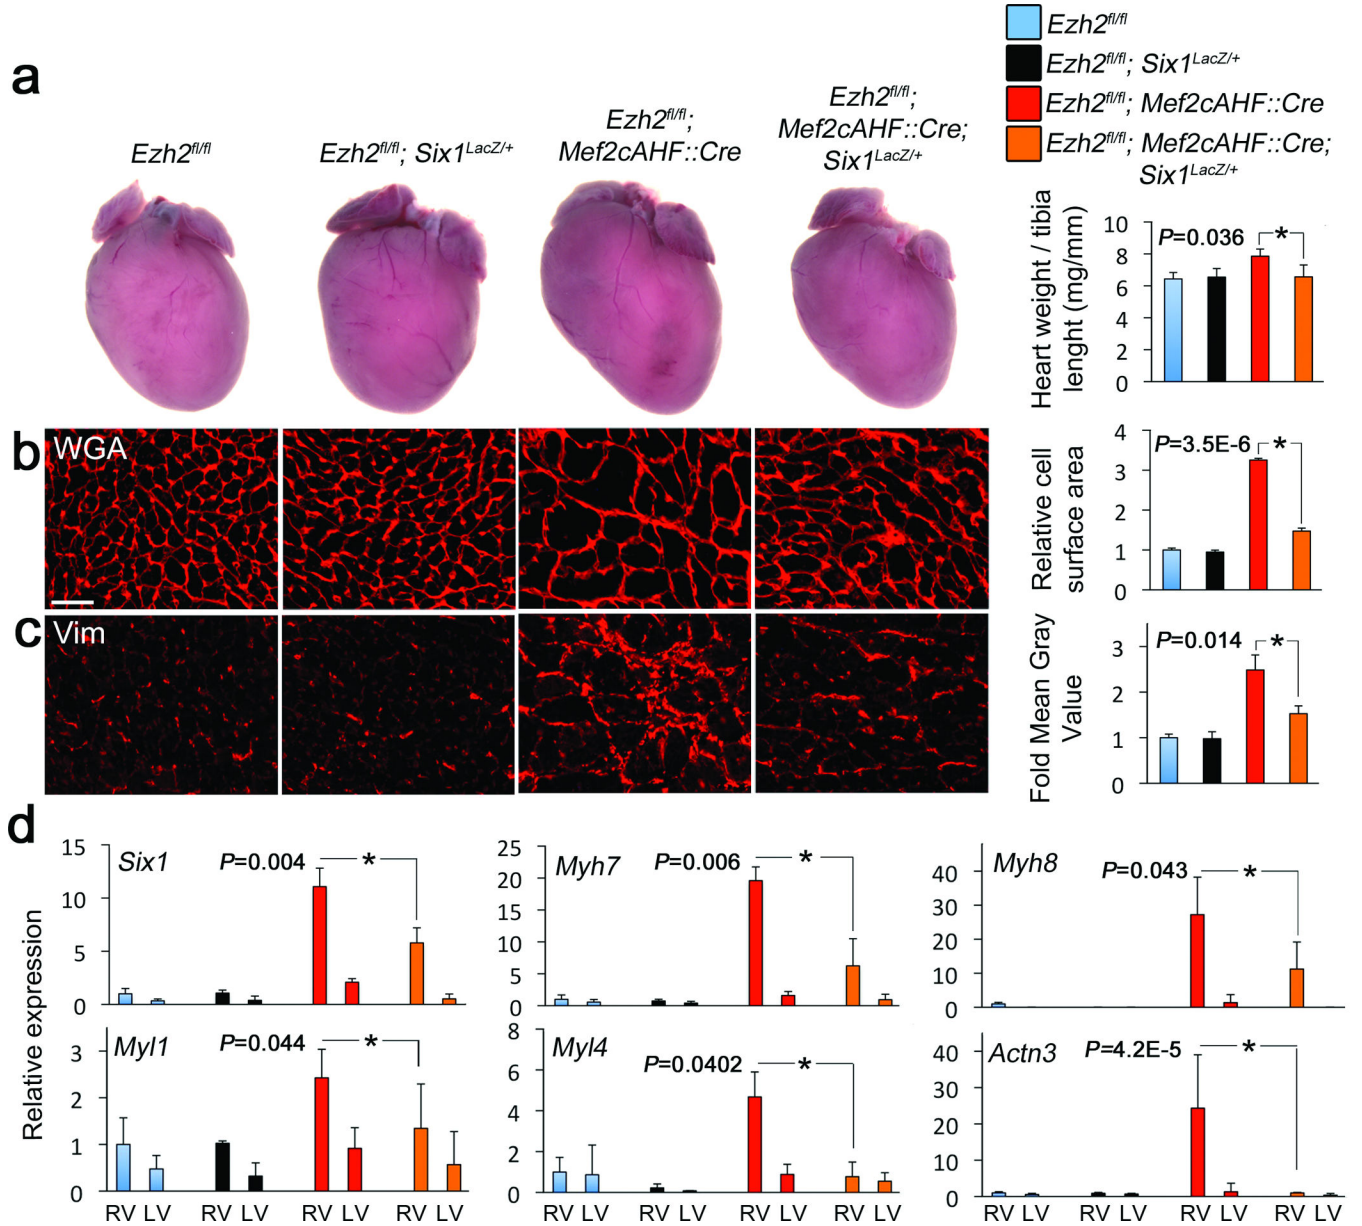 a
Ezh2fl/fl
Ezh2fl/fl; Six1LacZ/+
Ezh2fl/fl;
Mef2cAHF::Cre
Ezh2fl/fl;
Mef2cAHF::Cre;
Six1LacZ/+
Ezh2fl/fl
Ezh2fl/fl; Six1LacZ/+
Ezh2fl/fl; Mef2cAHF::Cre
Ezh2fl/fl; Mef2cAHF::Cre;
Six1LacZ/+
Heart weight / tibia
lenght (mg/mm)
10
8
6
4
2
0
P=0.036
*
b
WGA
Relative cell
surface area
4
3
2
1
0
P=3.5E-6
*
c
Vim
Fold Mean Gray
Value
3
2
1
0
P=0.014
*
d
Relative expression
Six1
15
10
5
0
P=0.004
*
Myh7
25
20
15
10
5
0
P=0.006
*
Myh8
40
30
20
10
0
P=0.043
*
Myl1
3
2
1
0
P=0.044
*
RV LV RV LV RV LV RV LV
Myl4
8
6
4
2
0
P=0.0402
*
RV LV RV LV RV LV RV LV
Actn3
40
30
20
10
0
P=4.2E-5
*
RV LV RV LV RV LV RV LV